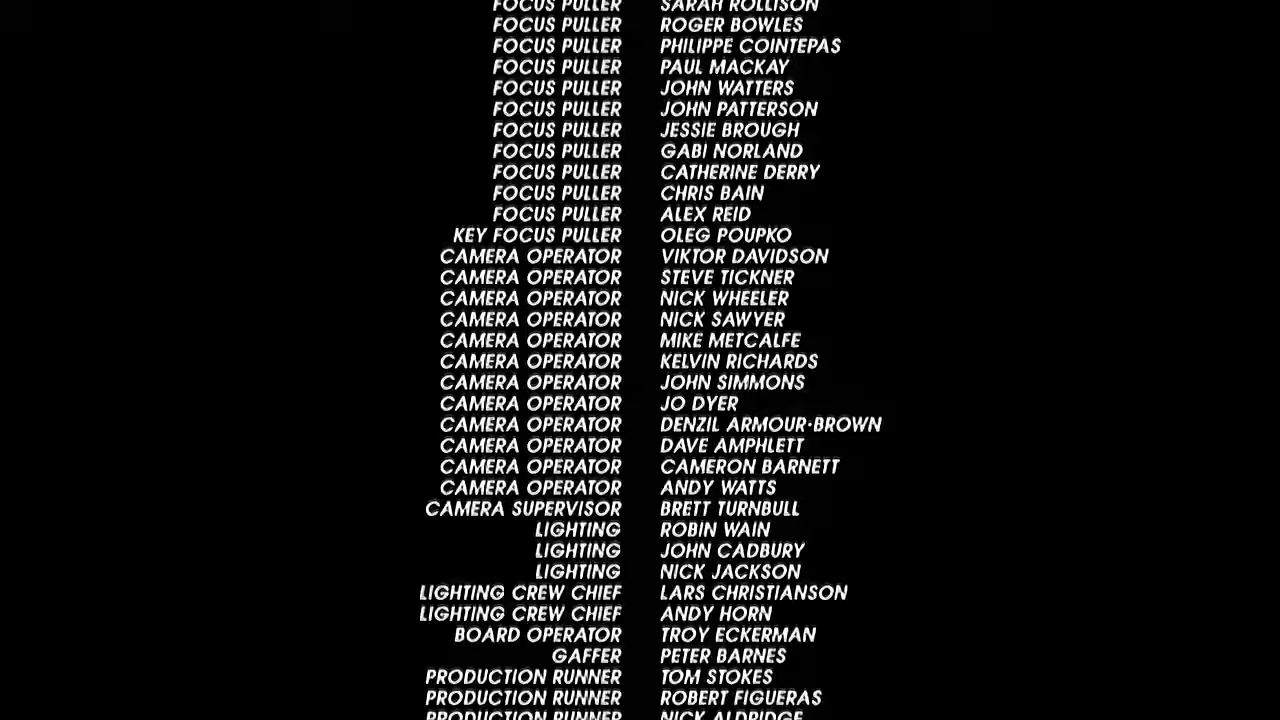 FOCUS PULLER SARAH ROLLISON
FOCUS PULLER ROGER BOWLES
FOCUS PULLER PHILIPPE COINTEPAS
FOCUS PULLER PAUL MACKAY
FOCUS PULLER JOHN WATTERS
FOCUS PULLER JOHN PATTERSON
FOCUS PULLER JESSIE BROUGH
FOCUS PULLER GABI NORLAND
FOCUS PULLER CATHERINE DERRY
FOCUS PULLER CHRIS BAIN
FOCUS PULLER ALEX REID
KEY FOCUS PULLER OLEG POUPKO
CAMERA OPERATOR VIKTOR DAVIDSON
CAMERA OPERATOR STEVE TICKNER
CAMERA OPERATOR NICK WHEELER
CAMERA OPERATOR NICK SAWYER
CAMERA OPERATOR MIKE METCALFE
CAMERA OPERATOR KELVIN RICHARDS
CAMERA OPERATOR JOHN SIMMONS
CAMERA OPERATOR JO DYER
CAMERA OPERATOR DENZIL ARMOUR-BROWN
CAMERA OPERATOR DAVE AMPHLETT
CAMERA OPERATOR CAMERON BARNETT
CAMERA OPERATOR ANDY WATTS
CAMERA SUPERVISOR BRETT TURNBULL
LIGHTING ROBIN WAIN
LIGHTING JOHN CADBURY
LIGHTING NICK JACKSON
LIGHTING CREW CHIEF LARS CHRISTIANSON
LIGHTING CREW CHIEF ANDY HORN
BOARD OPERATOR TROY ECKERMAN
GAFFER PETER BARNES
PRODUCTION RUNNER TOM STOKES
PRODUCTION RUNNER ROBERT FIGUERAS
PRODUCTION RUNNER NICK ALDRIDGE